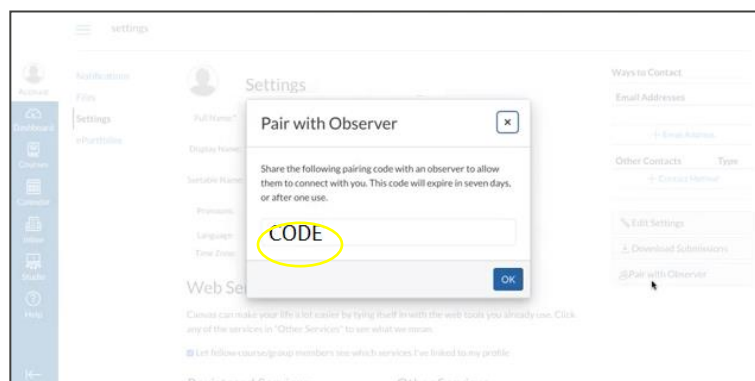 settings
Account
Dashboard
Courses
Calendar
Inbox
Studio
Help
Notifications
Files
Settings
ePortfolios
Settings
Full Name:*
Display Name:
Sortable Name:
Pronouns:
Language:
Time Zone:
Pair with Observer
×
Share the following pairing code with an observer to allow
them to connect with you. This code will expire in seven days,
or after one use.
CODE
OK
Web Se
Canvas can make your life a lot easier by tying itself in with the web tools you already use. Click
any of the services in "Other Services" to see what we mean.
Let fellow course/group members see which services I've linked to my profile
Ways to Contact
Email Addresses
+ Email Address
Other Contacts Type
+ Contact Method
Edit Settings
Download Submissions
Pair with Observer